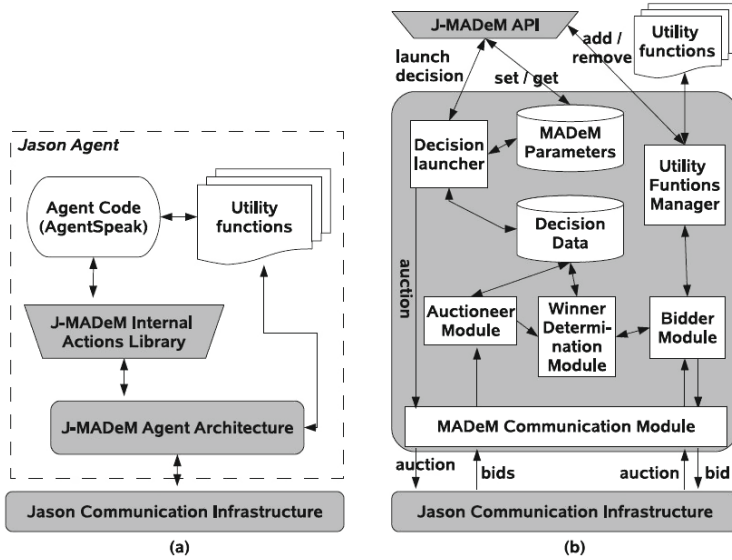 Jason Agent
Agent Code
(AgentSpeak)
Utility
functions
J-MADeM Internal
Actions Library
J-MADeM Agent Architecture
Jason Communication Infrastructure
(a)
J-MADeM API
launch
decision
set / get
add /
remove
Utility
functions
Decision
launcher
MADeM
Parameters
Utility
Funtions
Manager
Decision
Data
auction
Auctioneer
Module
Winner
Determi-
nation
Module
Bidder
Module
MADeM Communication Module
auction
bids
auction
bid
Jason Communication Infrastructure
(b)